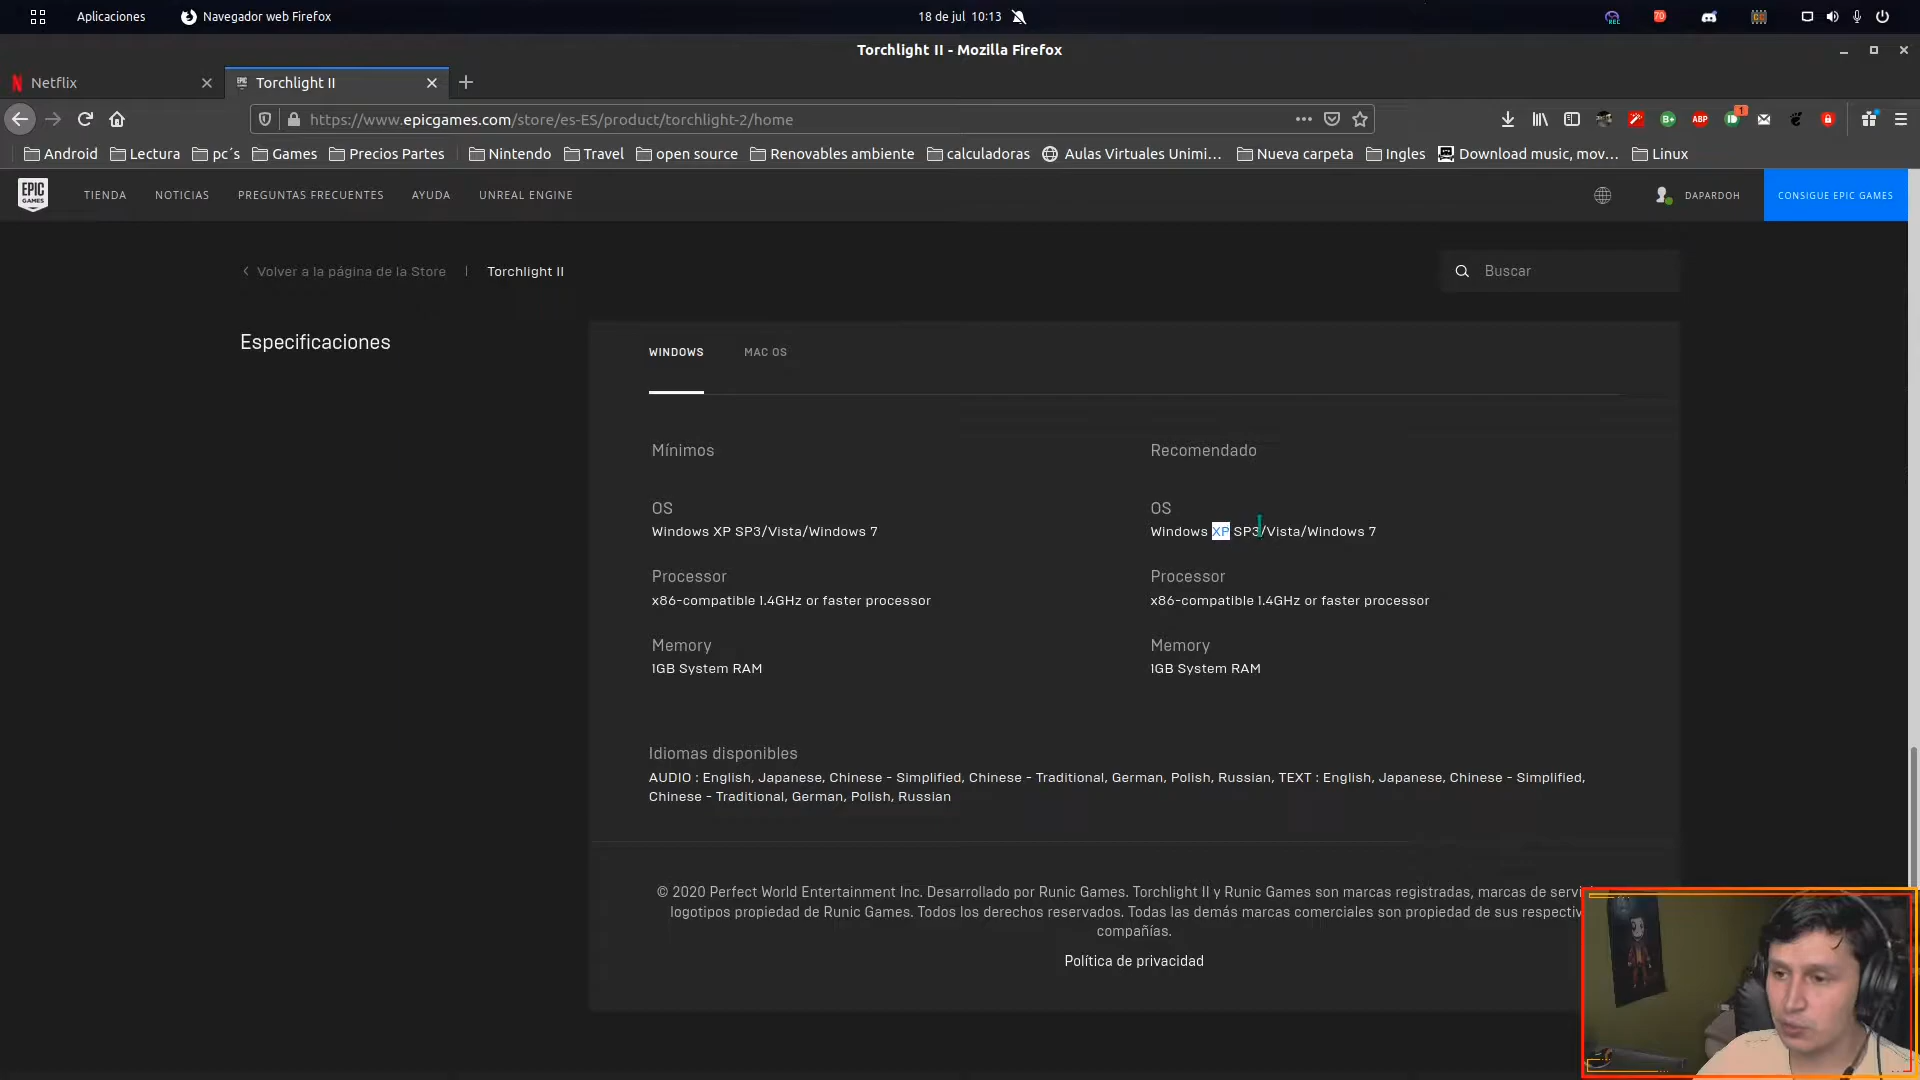 Aplicaciones Navegador web Firefox 18 de jul 10:13 REC 70
Torchlight II - Mozilla Firefox
Netflix Torchlight II
https://www.epicgames.com/store/es-ES/product/torchlight-2/home B+ ABP 1
Android Lectura pc´s Games Precios Partes Nintendo Travel open source Renovables ambiente calculadoras Aulas Virtuales Unimi... Nueva carpeta Ingles Download music, mov... Linux
EPIC GAMES TIENDA NOTICIAS PREGUNTAS FRECUENTES AYUDA UNREAL ENGINE DAPARDOH CONSIGUE EPIC GAMES
Volver a la página de la Store | Torchlight II Buscar
Especificaciones
WINDOWS MAC OS
Mínimos Recomendado
OS OS
Windows XP SP3/Vista/Windows 7 Windows XP SP3/Vista/Windows 7
Processor Processor
x86-compatible 1.4GHz or faster processor x86-compatible 1.4GHz or faster processor
Memory Memory
1GB System RAM 1GB System RAM
Idiomas disponibles
AUDIO : English, Japanese, Chinese - Simplified, Chinese - Traditional, German, Polish, Russian, TEXT : English, Japanese, Chinese - Simplified,
Chinese - Traditional, German, Polish, Russian
© 2020 Perfect World Entertainment Inc. Desarrollado por Runic Games. Torchlight II y Runic Games son marcas registradas, marcas de servi
logotipos propiedad de Runic Games. Todos los derechos reservados. Todas las demás marcas comerciales son propiedad de sus respectiv
compañías.
Política de privacidad